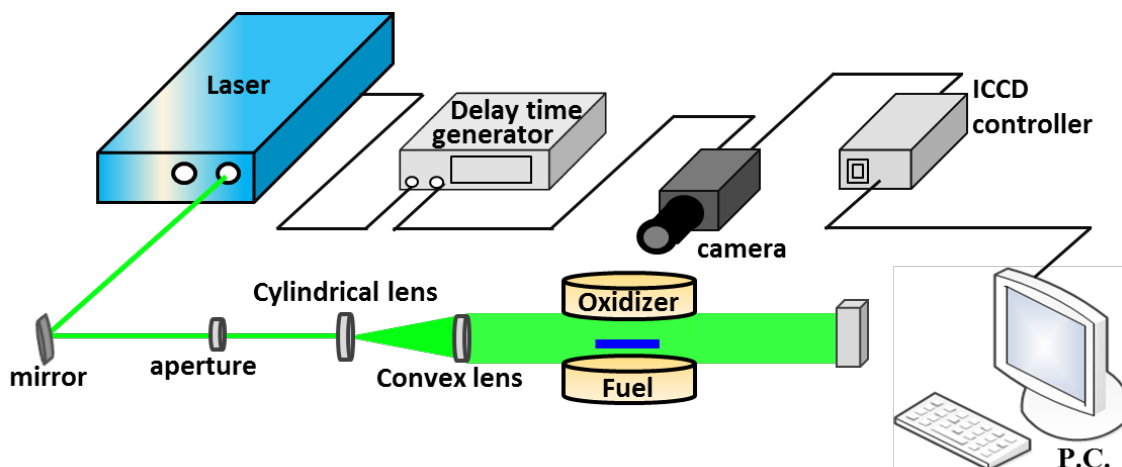 Laser
Delay time
generator
ICCD
controller
camera
Cylindrical lens
Oxidizer
mirror
aperture
Convex lens
Fuel
P.C.